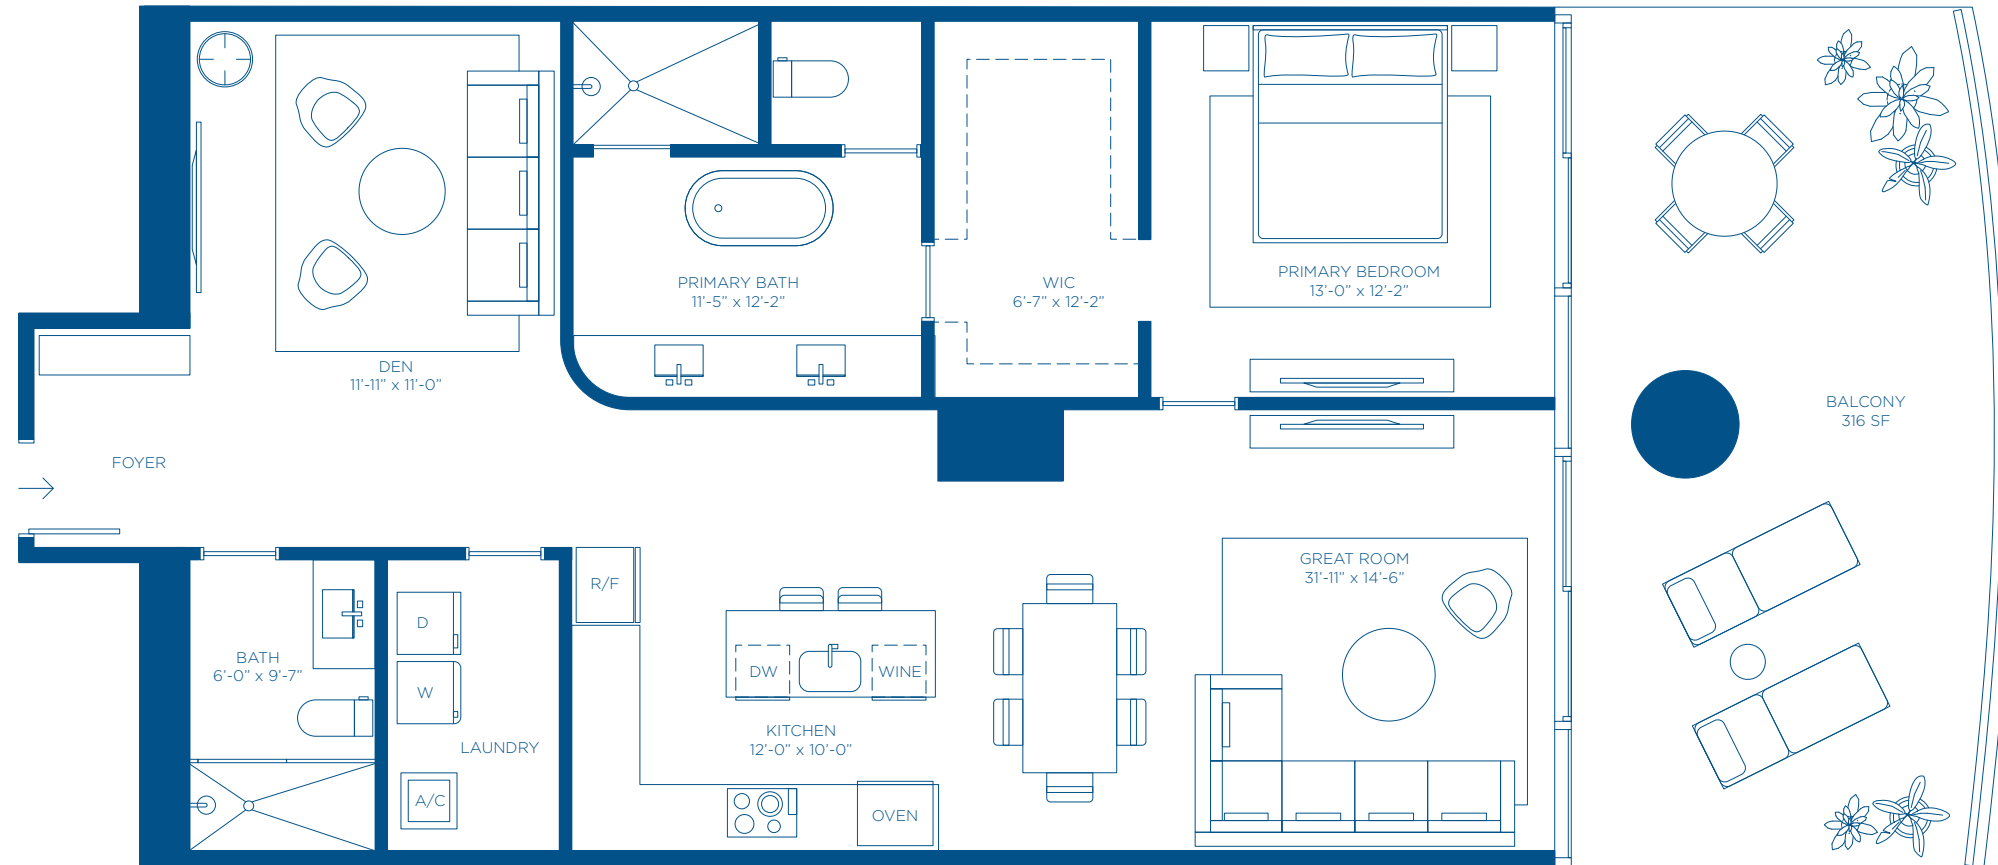 PRIMARY BATH
11’-5” x 12’-2”
WIC
6’-7” x 12’-2”
PRIMARY BEDROOM
13’-0” x 12’-2”
DEN
11’-11” x 11’-0”
BALCONY
316 SF
FOYER
GREAT ROOM
31’-11” x 14’-6”
R/F
D
BATH
6’-0” x 9’-7”
W
DW
WINE
KITCHEN
12’-0” x 10’-0”
LAUNDRY
A/C
OVEN